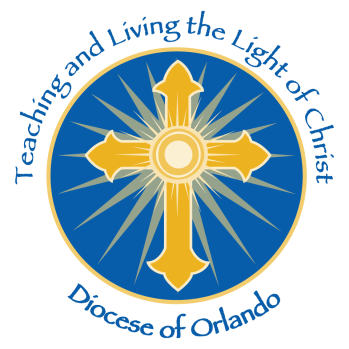 Teaching and Living the Light of Christ
Diocese of Orlando